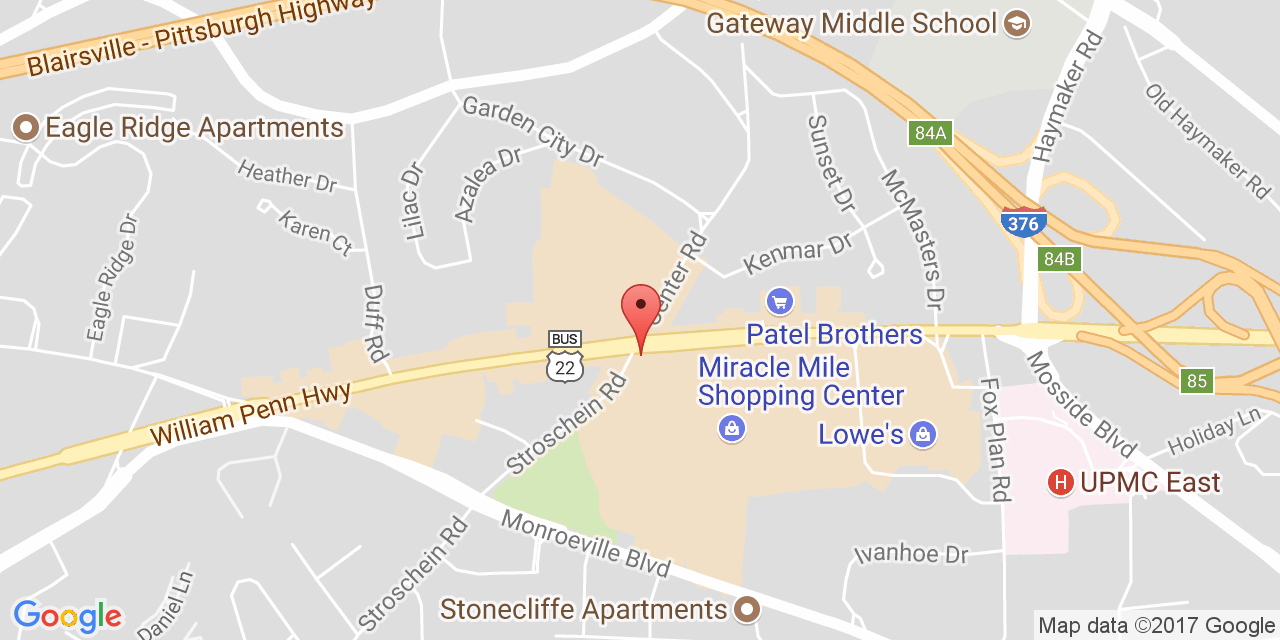 Blairsville - Pittsburgh Highway
Gateway Middle School
Haymaker Rd
Old Haymaker Rd
Eagle Ridge Apartments
Garden City Dr
84A
Sunset Dr
Heather Dr
Azalea Dr
Lilac Dr
McMasters Dr
Karen Ct
376
Eagle Ridge Dr
Kenmar Dr
84B
Center Rd
Duff Rd
BUS
22
Patel Brothers
Miracle Mile
Shopping Center
William Penn Hwy
Stroschein Rd
Mosside Blvd
85
Fox Plan Rd
Lowe's
Holiday Ln
H
UPMC East
Monroeville Blvd
Stroschein Rd
Ivanhoe Dr
Daniel Ln
Stonecliffe Apartments
Google
Map data ©2017 Google